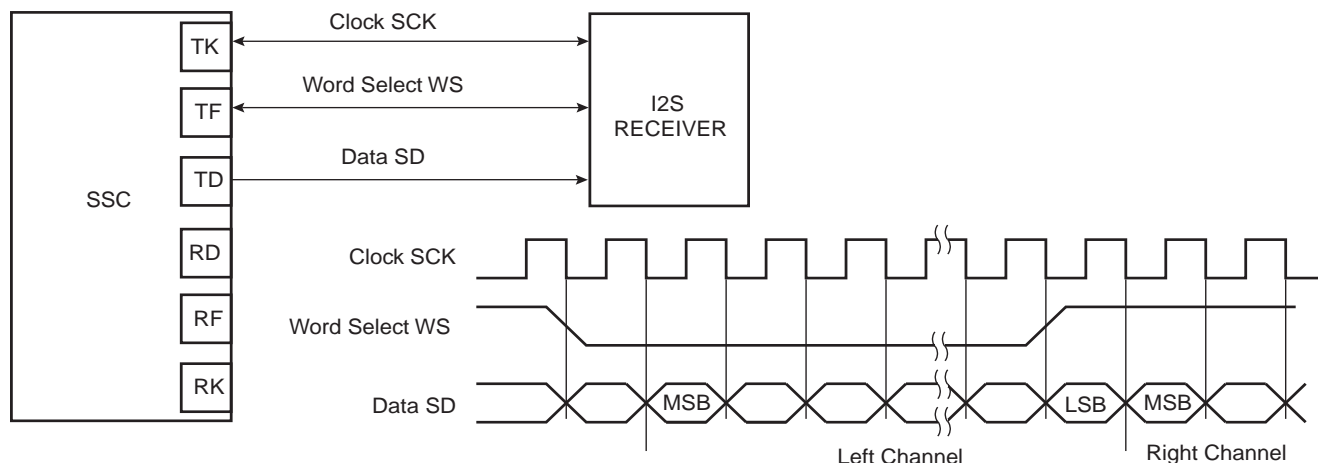 Clock SCK
TK
Word Select WS
TF
I2S
RECEIVER
Data SD
TD
SSC
RD
Clock SCK
RF
Word Select WS
RK
Data SD
MSB
LSB
MSB
Left Channel
Right Channel